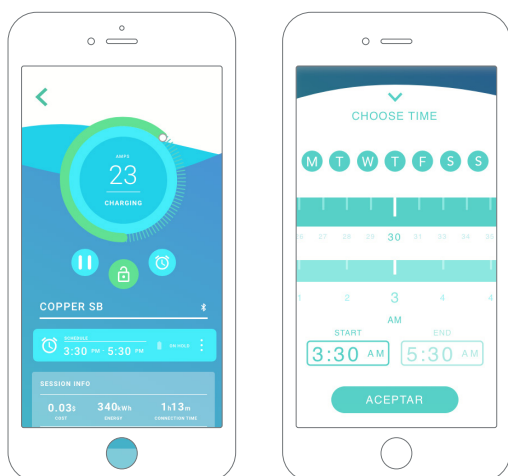 AMPS
23
CHARGING
COPPER SB
SCHEDULE
3:30 PM - 5:30 PM ON HOLD
SESSION INFO
0.03$ 340kWh 1h13m
COST ENERGY CONNECTION TIME
CHOOSE TIME
M T W T F S S
26 27 28 29 30 31 33 34 35
1 2 3 4 4
AM
START END
3:30 AM 5:30 AM
ACEPTAR